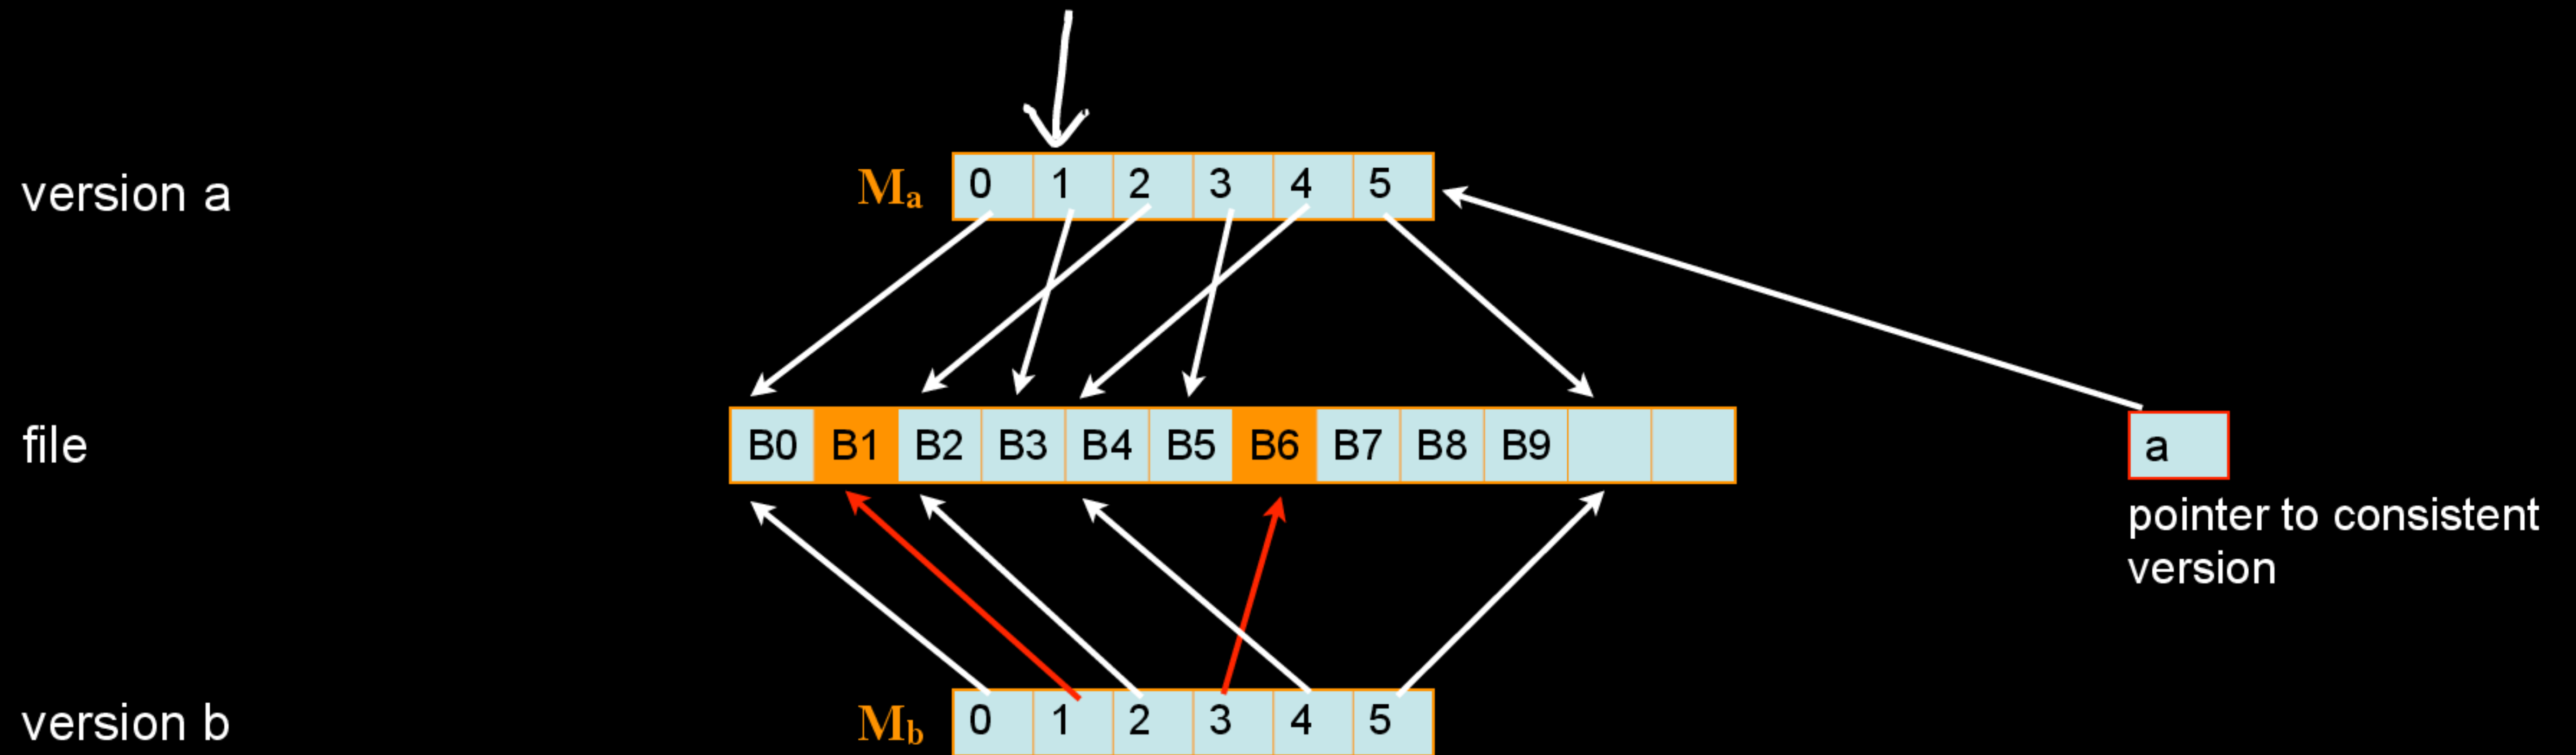 version a
Ma 0 1 2 3 4 5
file
B0 B1 B2 B3 B4 B5 B6 B7 B8 B9
a
pointer to consistent
version
version b
Mb 0 1 2 3 4 5